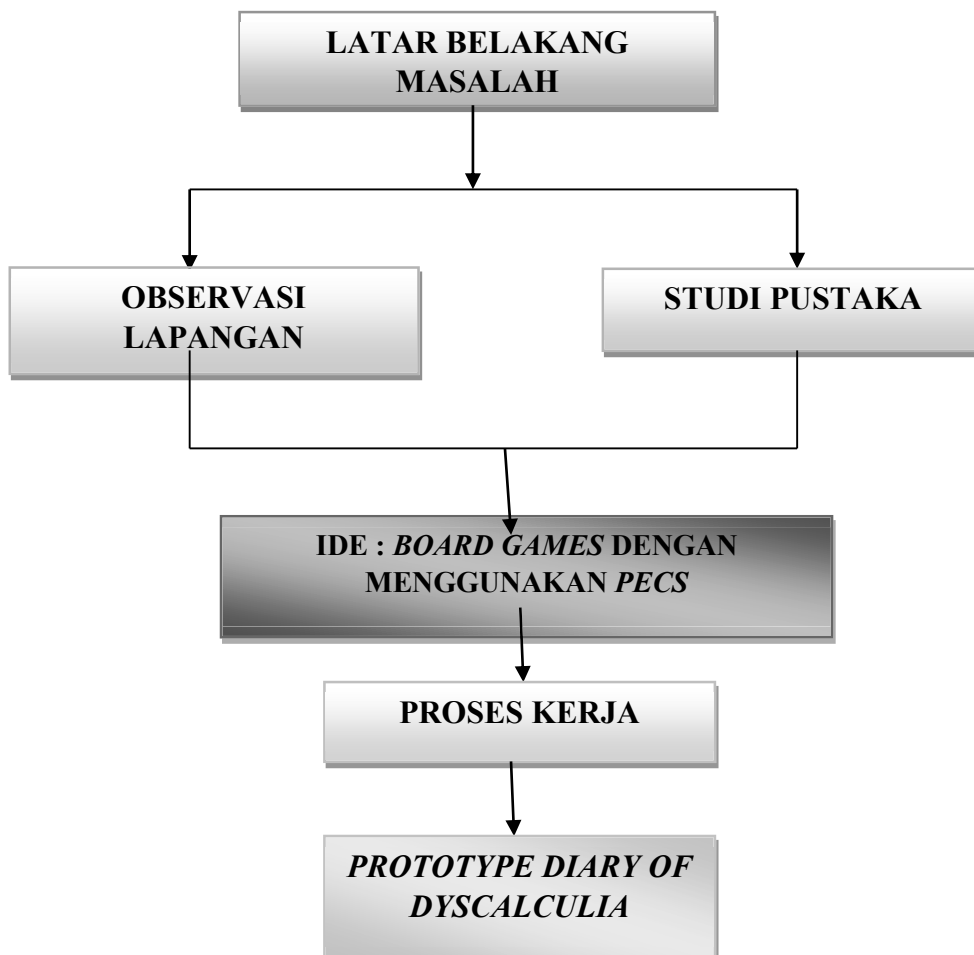 LATAR BELAKANG
MASALAH
OBSERVASI
LAPANGAN
STUDI PUSTAKA
IDE : BOARD GAMES DENGAN
MENGGUNAKAN PECS
PROSES KERJA
PROTOTYPE DIARY OF
DYSCALCULIA